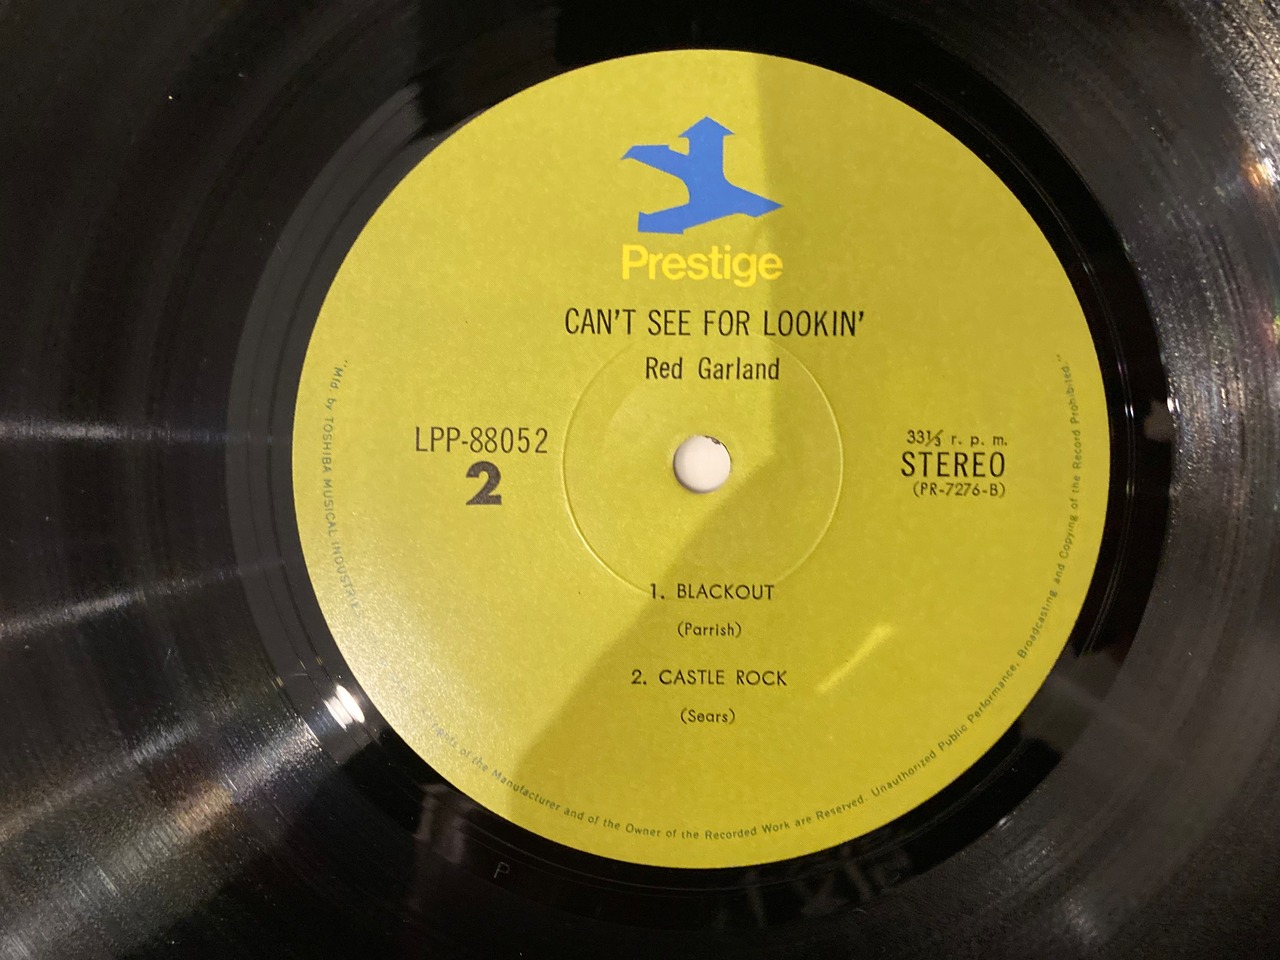 Prestige
CAN'T SEE FOR LOOKIN'
Red Garland
LPP-88052
2
33⅓ r. p. m.
STEREO
(PR-7276-B)
1. BLACKOUT
(Parrish)
2. CASTLE ROCK
(Sears)
"Mfd. by TOSHIBA MUSICAL INDUSTRIES
of the Manufacturer and of the Owner of the Recorded Work are Reserved. Unauthorized Public Performance, Broadcasting and Copying of the Record Prohibited."
P